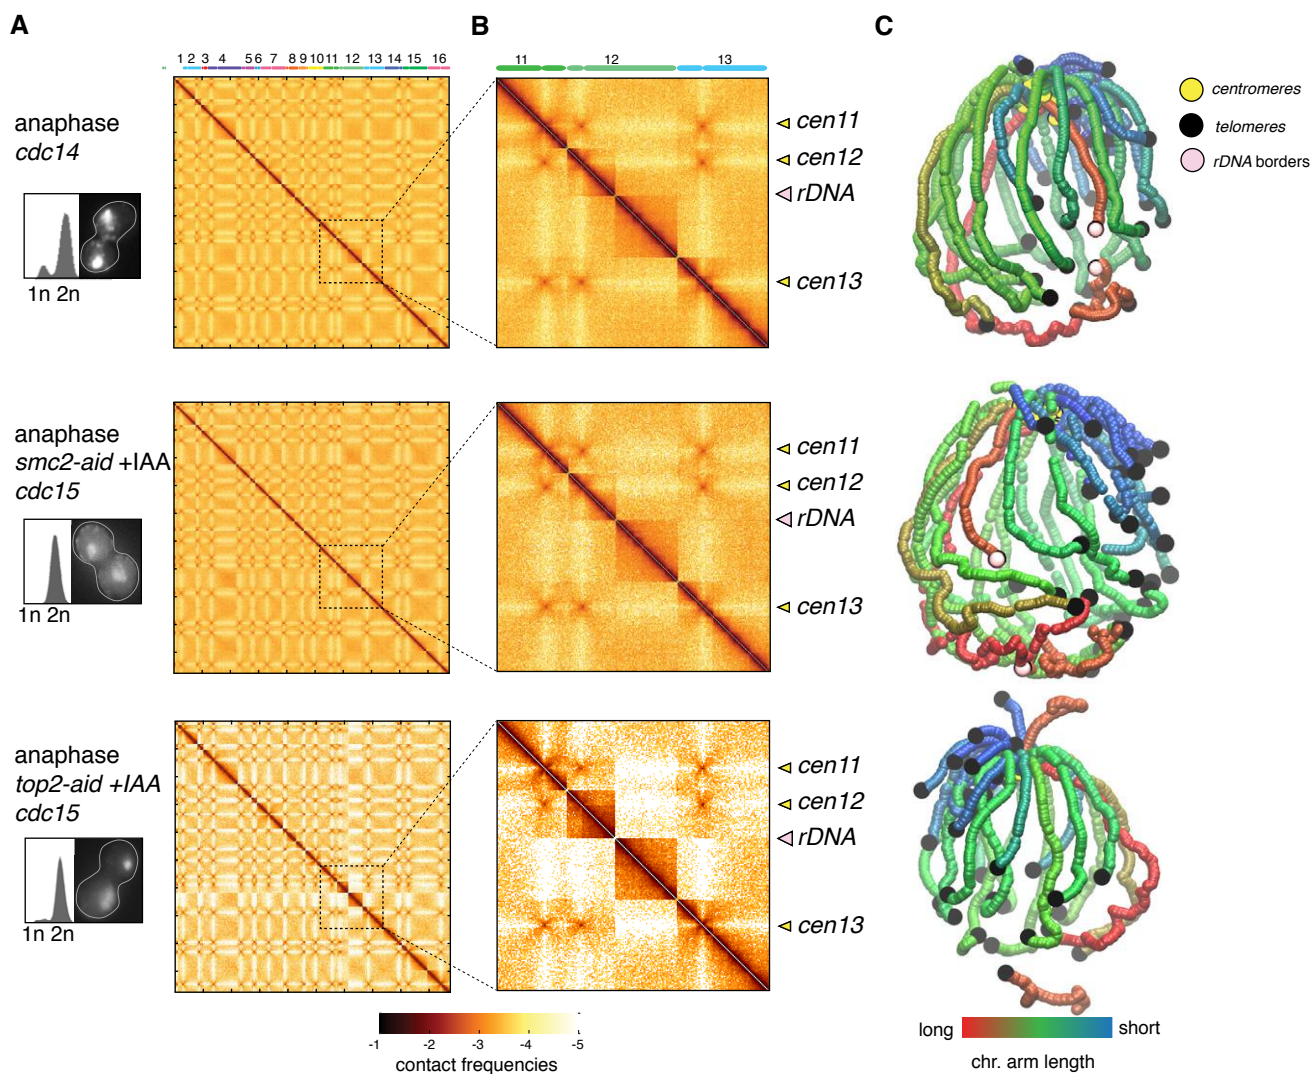 A
B
C
1 2 3 4 5 6 7 8 9 10 11 12 13 14 15 16
11 12 13
centromeres
telomeres
rDNA borders
anaphase
cdc14
1n 2n
cen11
cen12
rDNA
cen13
anaphase
smc2-aid +IAA
cdc15
1n 2n
cen11
cen12
rDNA
cen13
anaphase
top2-aid +IAA
cdc15
1n 2n
cen11
cen12
rDNA
cen13
-1 -2 -3 -4 -5
contact frequencies
long short
chr. arm length